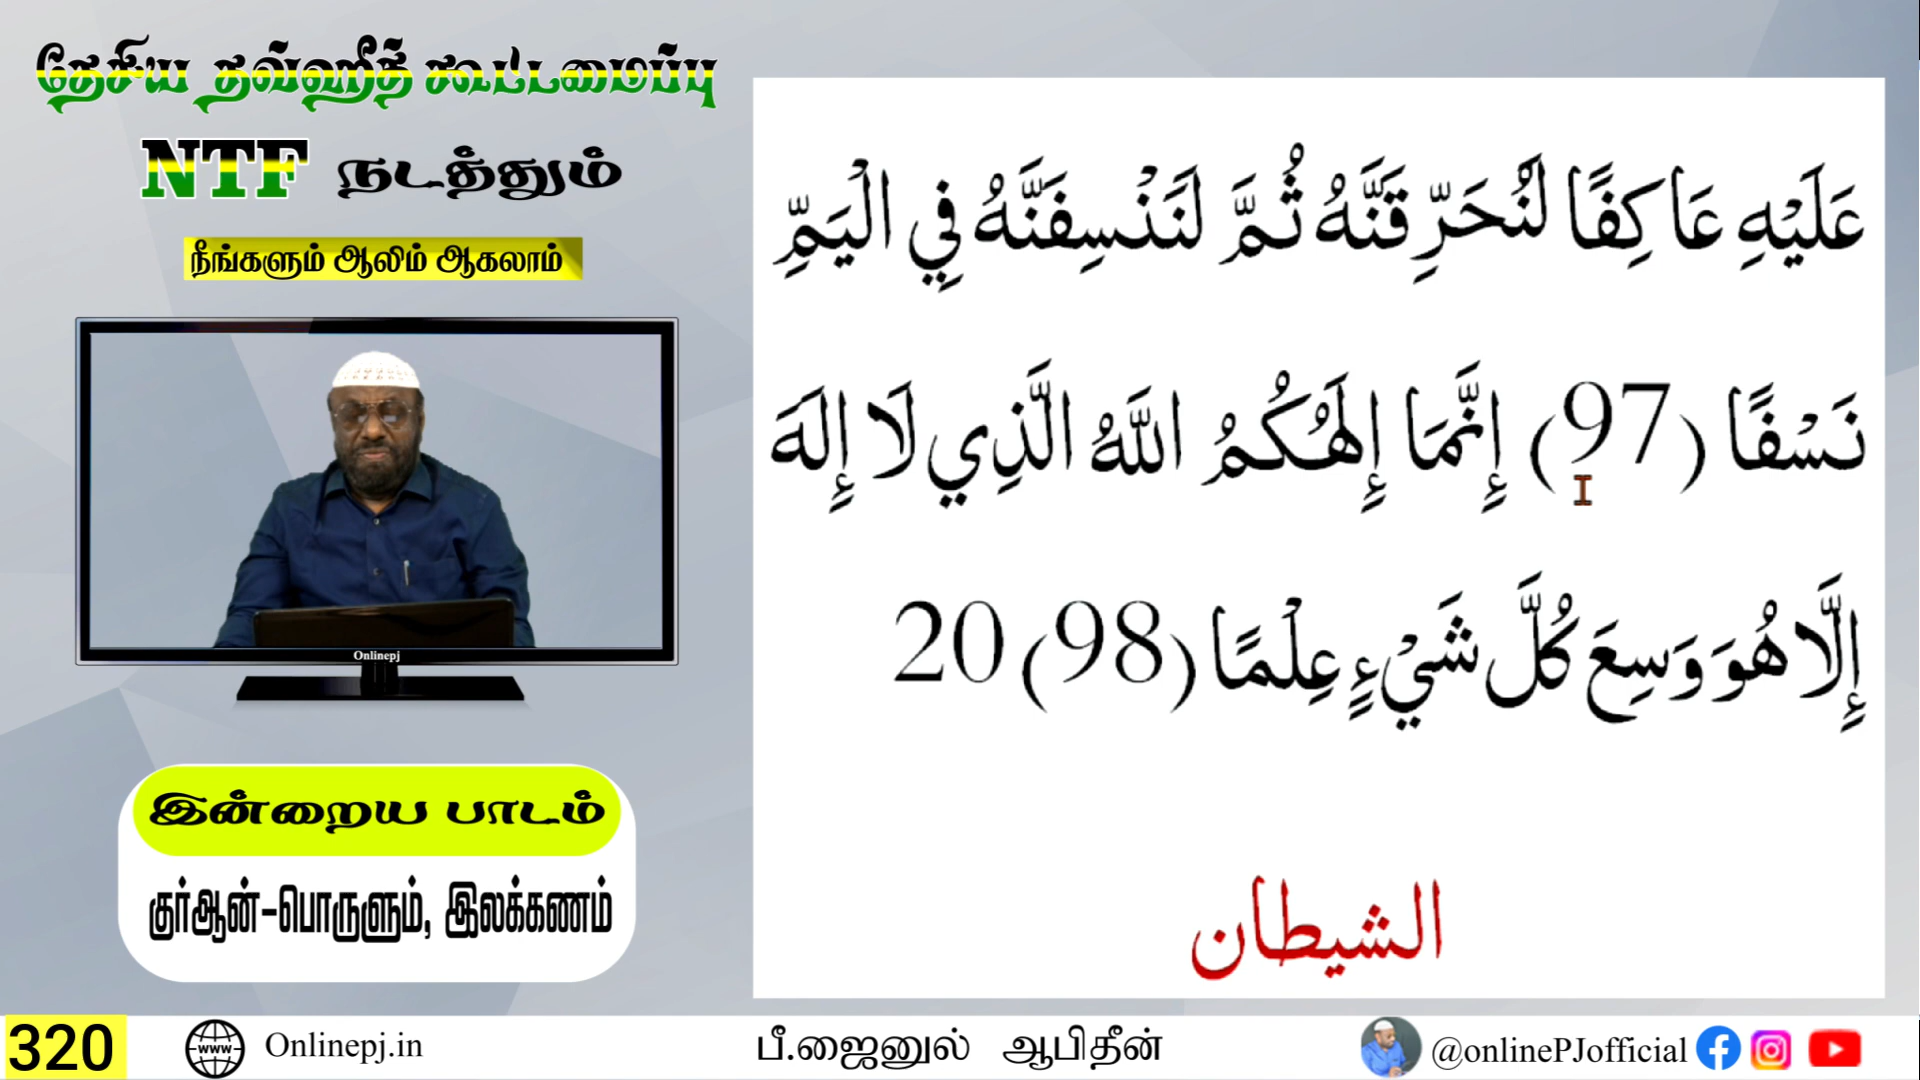 தேசிய தவ்ஹீத் கூட்டமைப்பு
NTF நடத்தும்
நீங்களும் ஆலிம் ஆகலாம்
Onlinepj
இன்றைய பாடம்
குர்ஆன்-பொருளும், இலக்கணம்
عَلَيْهِ عَاكِفًا لَنُحَرِّقَنَّهُ ثُمَّ لَنَنْسِفَنَّهُ فِي الْيَمِّ
نَسْفًا (97) إِنَّمَا إِلَهُكُمُ اللَّهُ الَّذِي لَا إِلَهَ
إِلَّا هُوَ وَسِعَ كُلَّ شَيْءٍ عِلْمًا (98) 20
الشيطان
320
www
Onlinepj.in
பீ.ஜைனுல் ஆபிதீன்
@onlinePJofficial